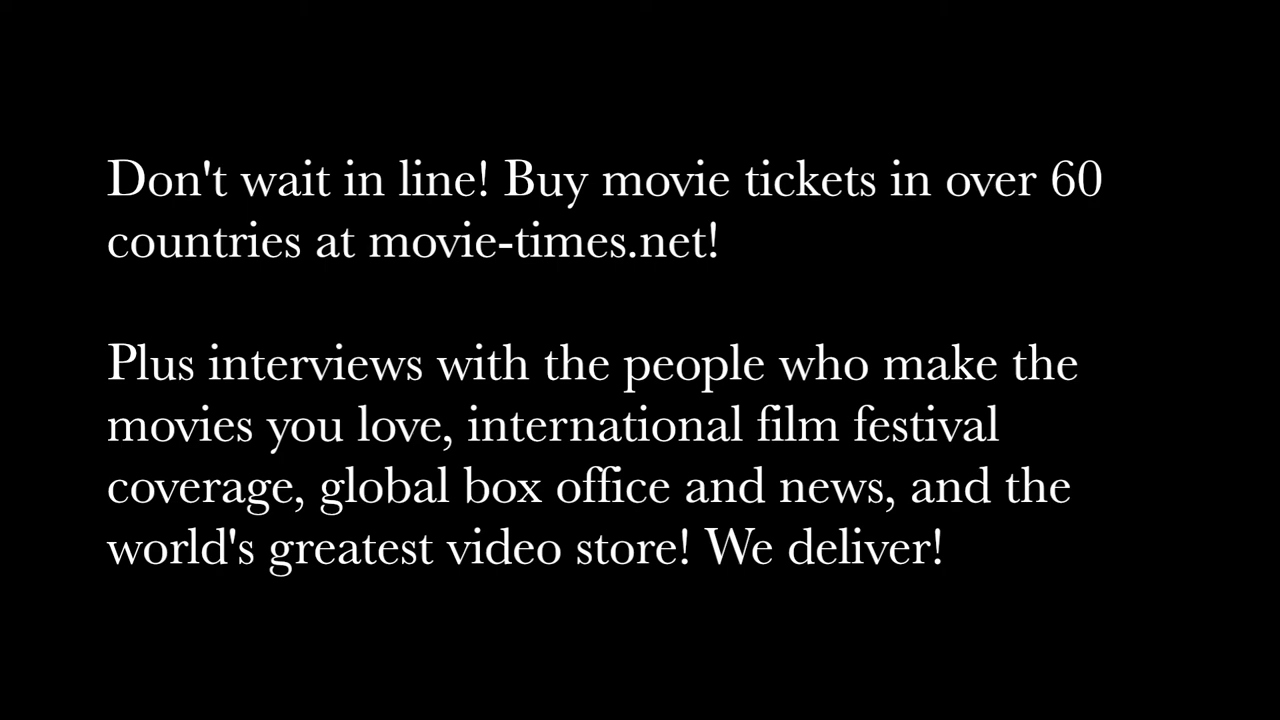 Don't wait in line! Buy movie tickets in over 60
countries at movie-times.net!
Plus interviews with the people who make the
movies you love, international film festival
coverage, global box office and news, and the
world's greatest video store! We deliver!